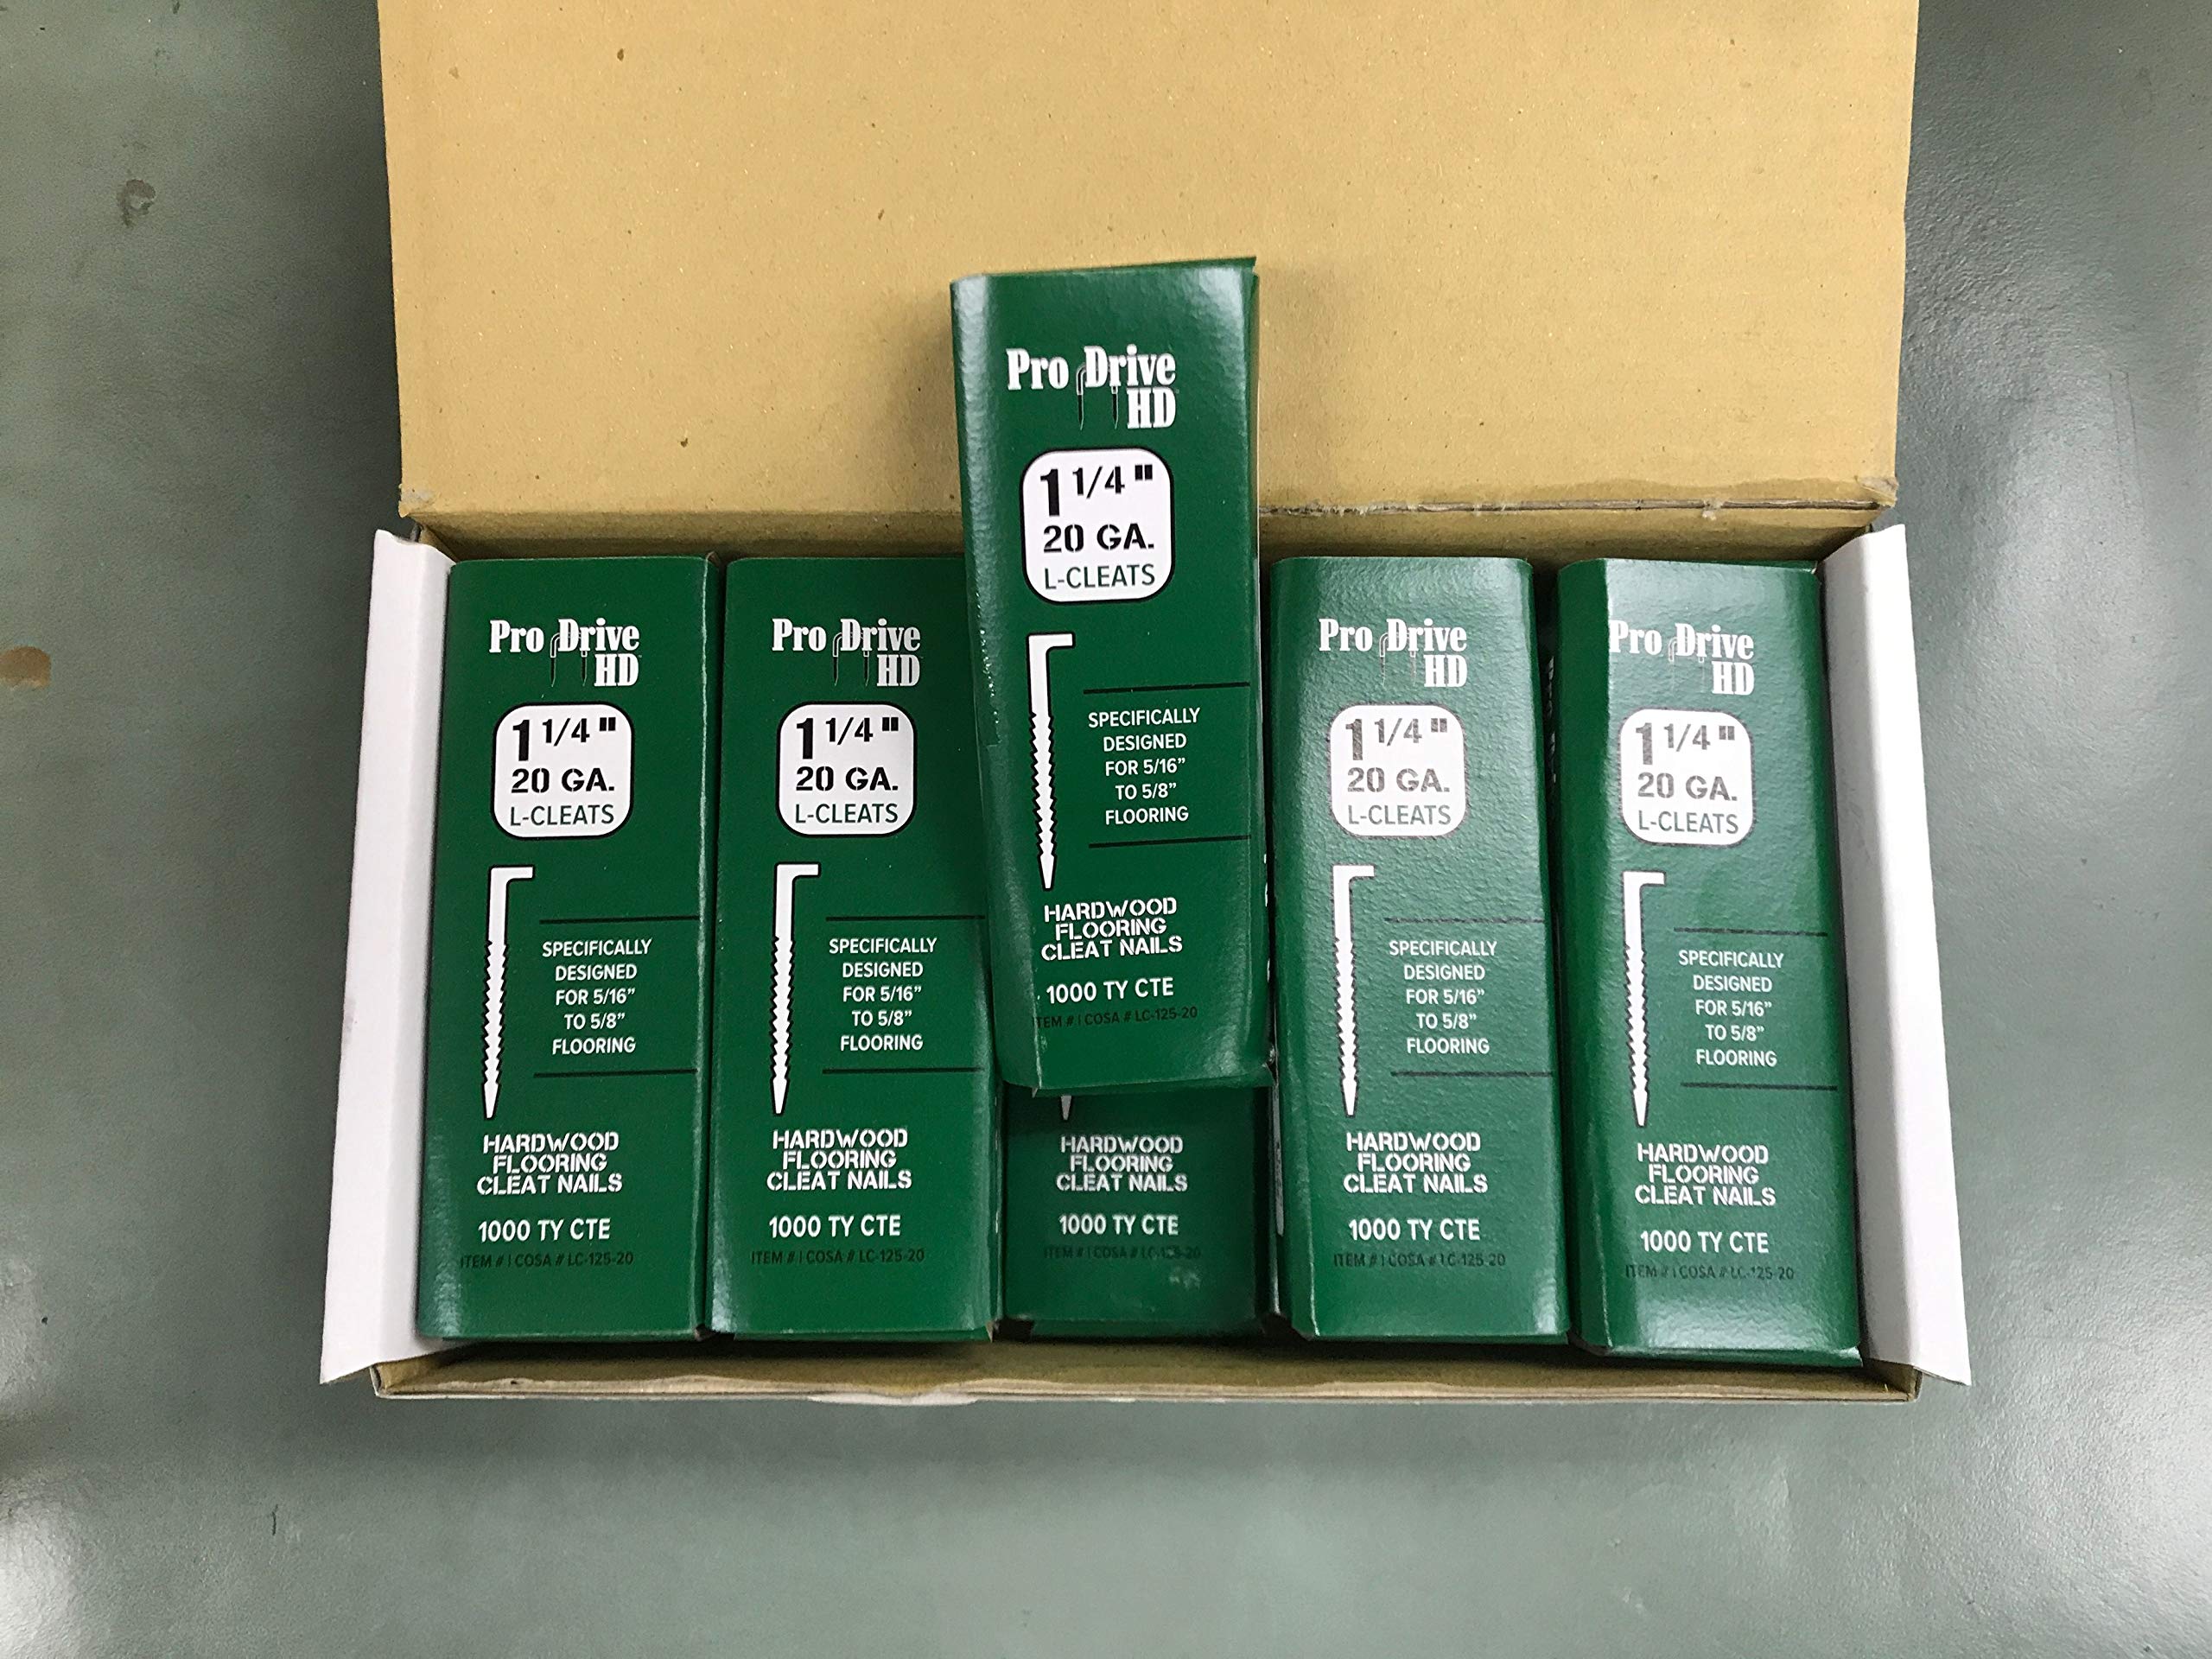 Pro Drive
HD
1 1/4"
20 GA.
L-CLEATS
SPECIFICALLY
DESIGNED
FOR 5/16"
TO 5/8"
FLOORING
HARDWOOD
FLOORING
CLEAT NAILS
1000 TY CTE
ITEM # | COSA # LC-125-20
Pro Drive
HD
1 1/4"
20 GA.
L-CLEATS
SPECIFICALLY
DESIGNED
FOR 5/16"
TO 5/8"
FLOORING
HARDWOOD
FLOORING
CLEAT NAILS
1000 TY CTE
ITEM # | COSA # LC-125-20
Pro Drive
HD
1 1/4"
20 GA.
L-CLEATS
SPECIFICALLY
DESIGNED
FOR 5/16"
TO 5/8"
FLOORING
HARDWOOD
FLOORING
CLEAT NAILS
1000 TY CTE
ITEM # | COSA # LC-125-20
HARDWOOD
FLOORING
CLEAT NAILS
1000 TY CTE
ITEM # | COSA # LC-125-20
Pro Drive
HD
1 1/4"
20 GA.
L-CLEATS
SPECIFICALLY
DESIGNED
FOR 5/16"
TO 5/8"
FLOORING
HARDWOOD
FLOORING
CLEAT NAILS
1000 TY CTE
ITEM # | COSA # LC-125-20
Pro Drive
HD
1 1/4"
20 GA.
L-CLEATS
SPECIFICALLY
DESIGNED
FOR 5/16"
TO 5/8"
FLOORING
HARDWOOD
FLOORING
CLEAT NAILS
1000 TY CTE
ITEM # | COSA # LC-125-20